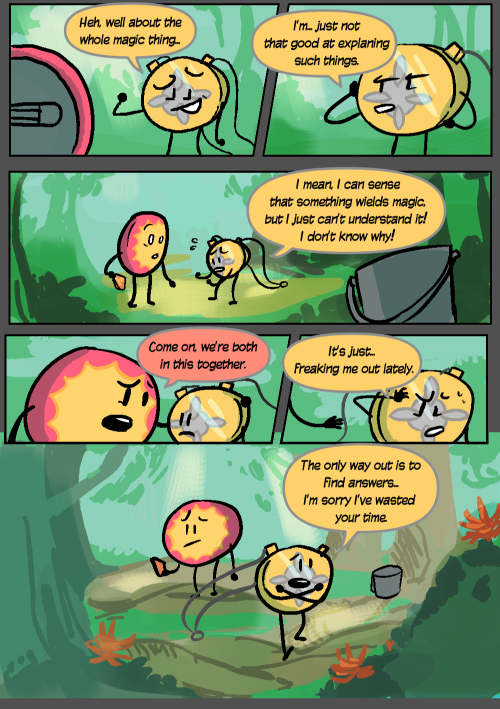 Heh, well about the
whole magic thing...
I'm... just not
that good at explaning
such things.
I mean, I can sense
that something wields magic,
but I just can't understand it!
I don't know why!
Come on, we're both
in this together.
It's just...
Freaking me out lately.
The only way out is to
find answers...
I'm sorry I've wasted
your time.